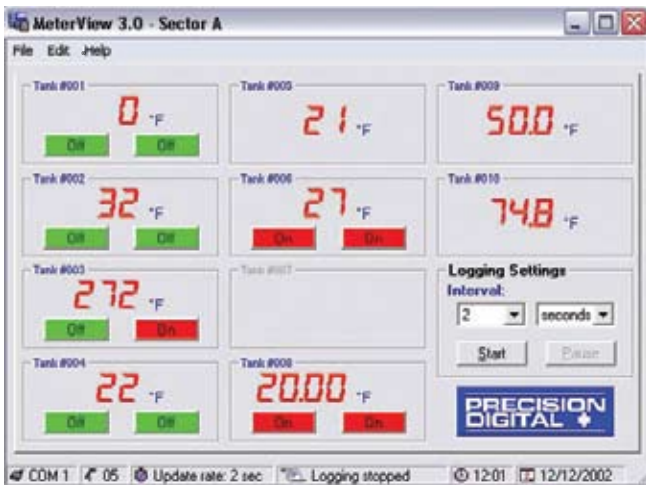 MeterView 3.0 - Sector A
File Edit Help
Tank #001
0 °F
Off Off
Tank #002
32 °F
Off Off
Tank #003
272 °F
Off On
Tank #004
22 °F
Off Off
Tank #005
21 °F
Tank #006
27 °F
On On
Tank #007
Tank #008
20.00 °F
On On
Tank #009
50.0 °F
Tank #010
74.8 °F
Logging Settings
Interval:
2 seconds
Start Pause
PRECISION
DIGITAL
COM 1 05 Update rate: 2 sec Logging stopped 12:01 12/12/2002